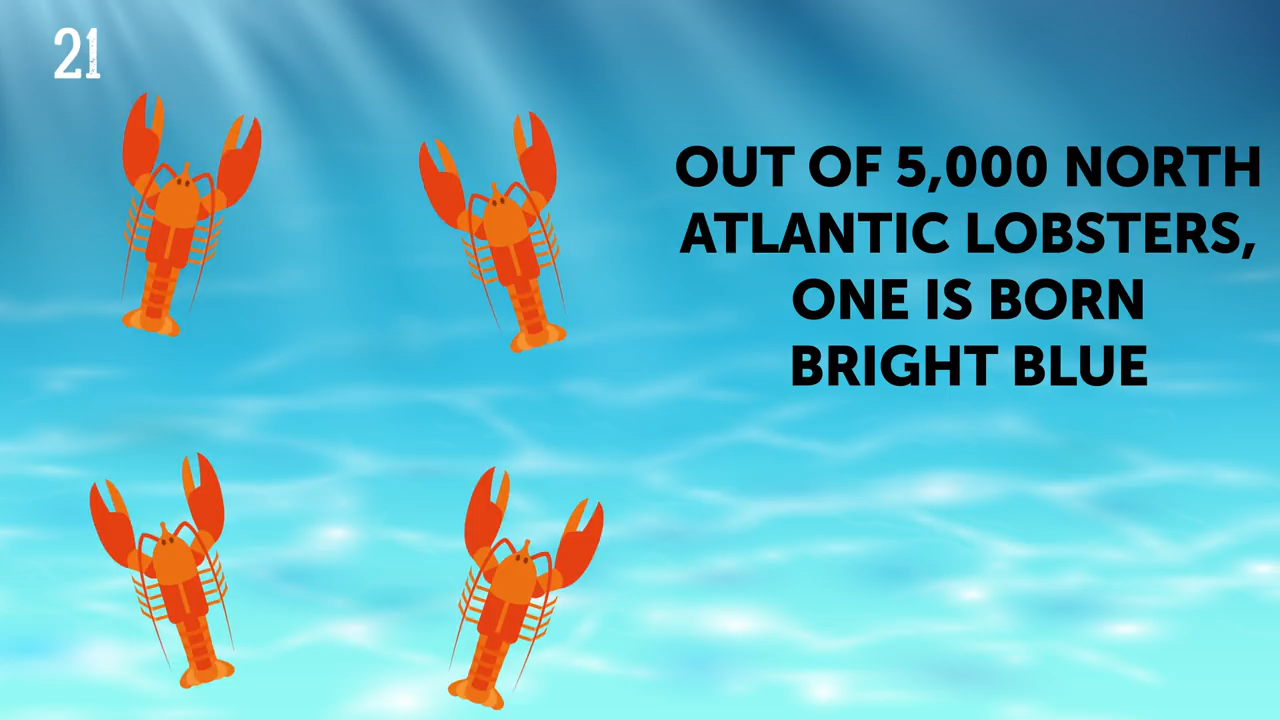 21
OUT OF 5,000 NORTH
ATLANTIC LOBSTERS,
ONE IS BORN
BRIGHT BLUE